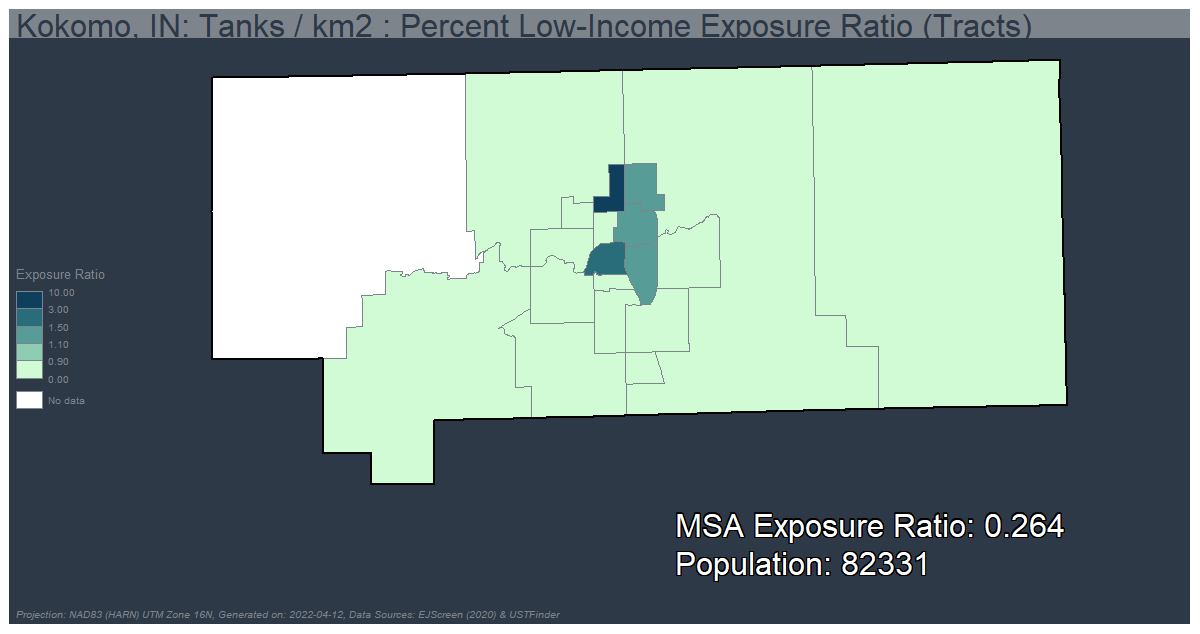 Kokomo, IN: Tanks / km2 : Percent Low-Income Exposure Ratio (Tracts)
Exposure Ratio
10.00
3.00
1.50
1.10
0.90
0.00
No data
MSA Exposure Ratio: 0.264
Population: 82331
Projection: NAD83 (HARN) UTM Zone 16N, Generated on: 2022-04-12, Data Sources: EJScreen (2020) & USTFinder